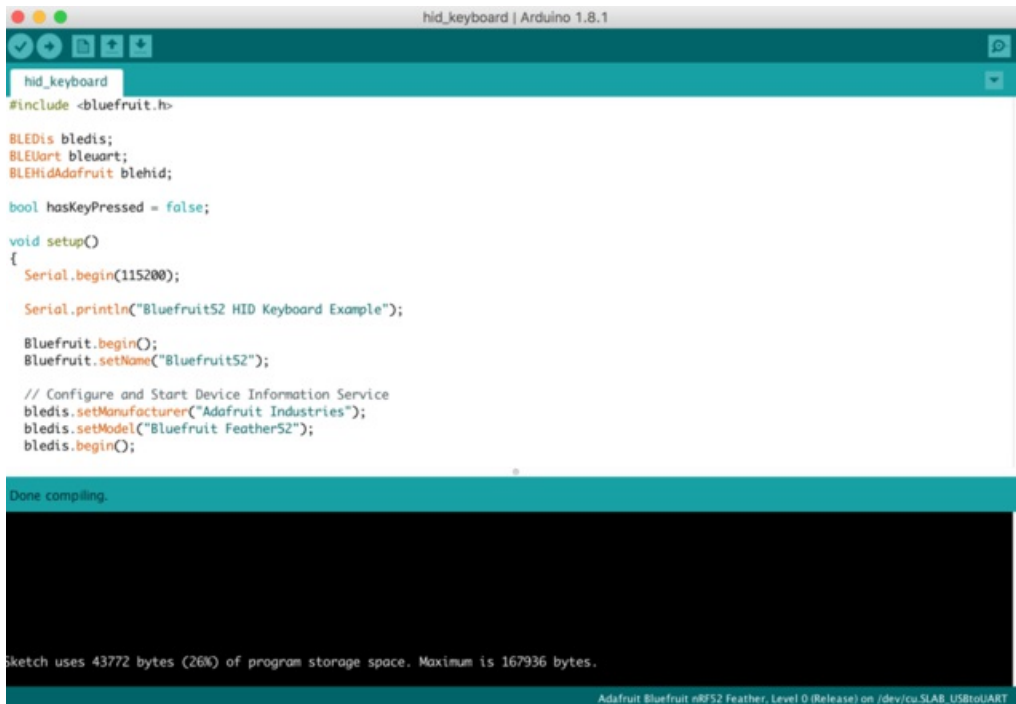 hid_keyboard | Arduino 1.8.1
hid_keyboard
#include <bluefruit.h>
BLEDis bledis;
BLEUart bleuart;
BLEHidAdafruit blehid;
bool hasKeyPressed = false;
void setup()
{
Serial.begin(115200);
Serial.println("Bluefruit52 HID Keyboard Example");
Bluefruit.begin();
Bluefruit.setName("Bluefruit52");
// Configure and Start Device Information Service
bledis.setManufacturer("Adafruit Industries");
bledis.setModel("Bluefruit Feather52");
bledis.begin();
Done compiling.
Sketch uses 43772 bytes (26%) of program storage space. Maximum is 167936 bytes.
Adafruit Bluefruit nRF52 Feather, Level 0 (Release) on /dev/cu.SLAB_USBtoUART